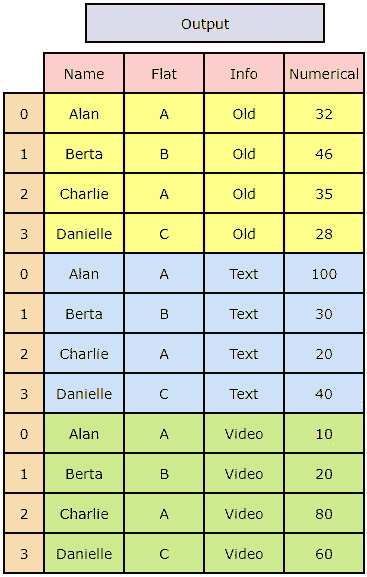 Output
Name Flat Info Numerical
0 Alan A Old 32
1 Berta B Old 46
2 Charlie A Old 35
3 Danielle C Old 28
0 Alan A Text 100
1 Berta B Text 30
2 Charlie A Text 20
3 Danielle C Text 40
0 Alan A Video 10
1 Berta B Video 20
2 Charlie A Video 80
3 Danielle C Video 60